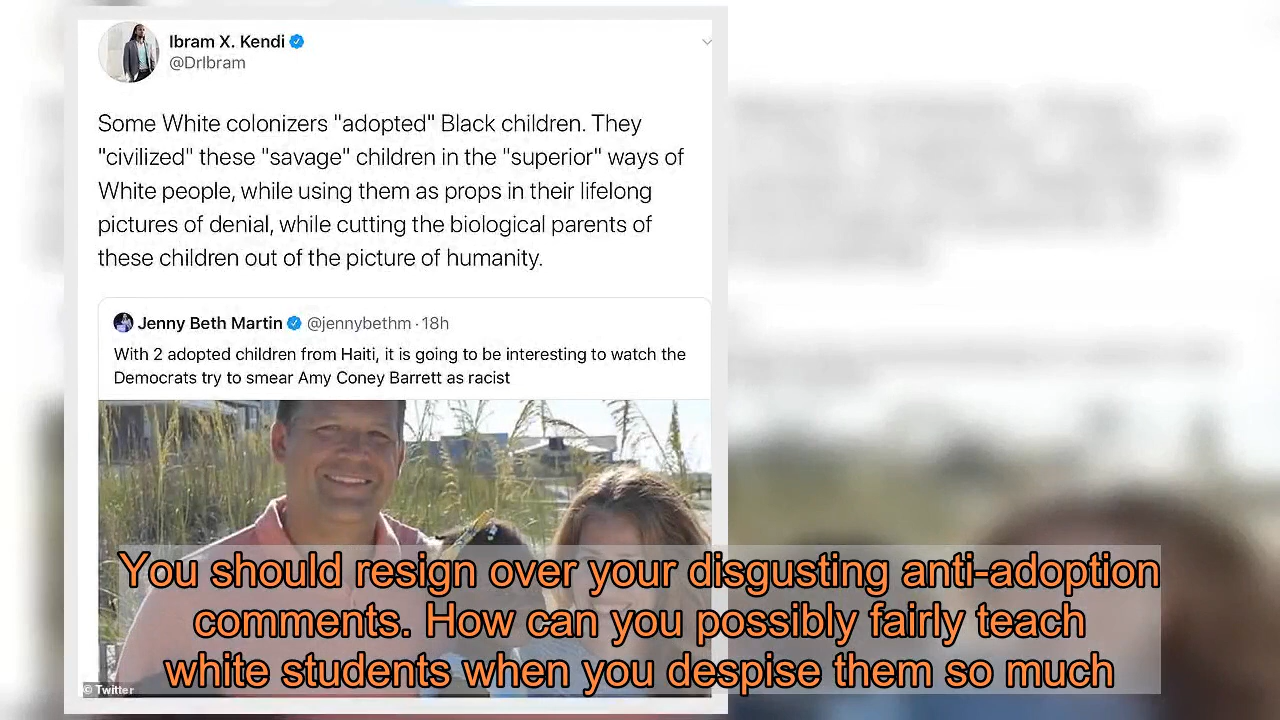 Ibram X. Kendi
@DrIbram
Some White colonizers "adopted" Black children. They
"civilized" these "savage" children in the "superior" ways of
White people, while using them as props in their lifelong
pictures of denial, while cutting the biological parents of
these children out of the picture of humanity.
Jenny Beth Martin @jennybethm · 18h
With 2 adopted children from Haiti, it is going to be interesting to watch the
Democrats try to smear Amy Coney Barrett as racist
You should resign over your disgusting anti-adoption
comments. How can you possibly fairly teach
white students when you despise them so much
© Twitter